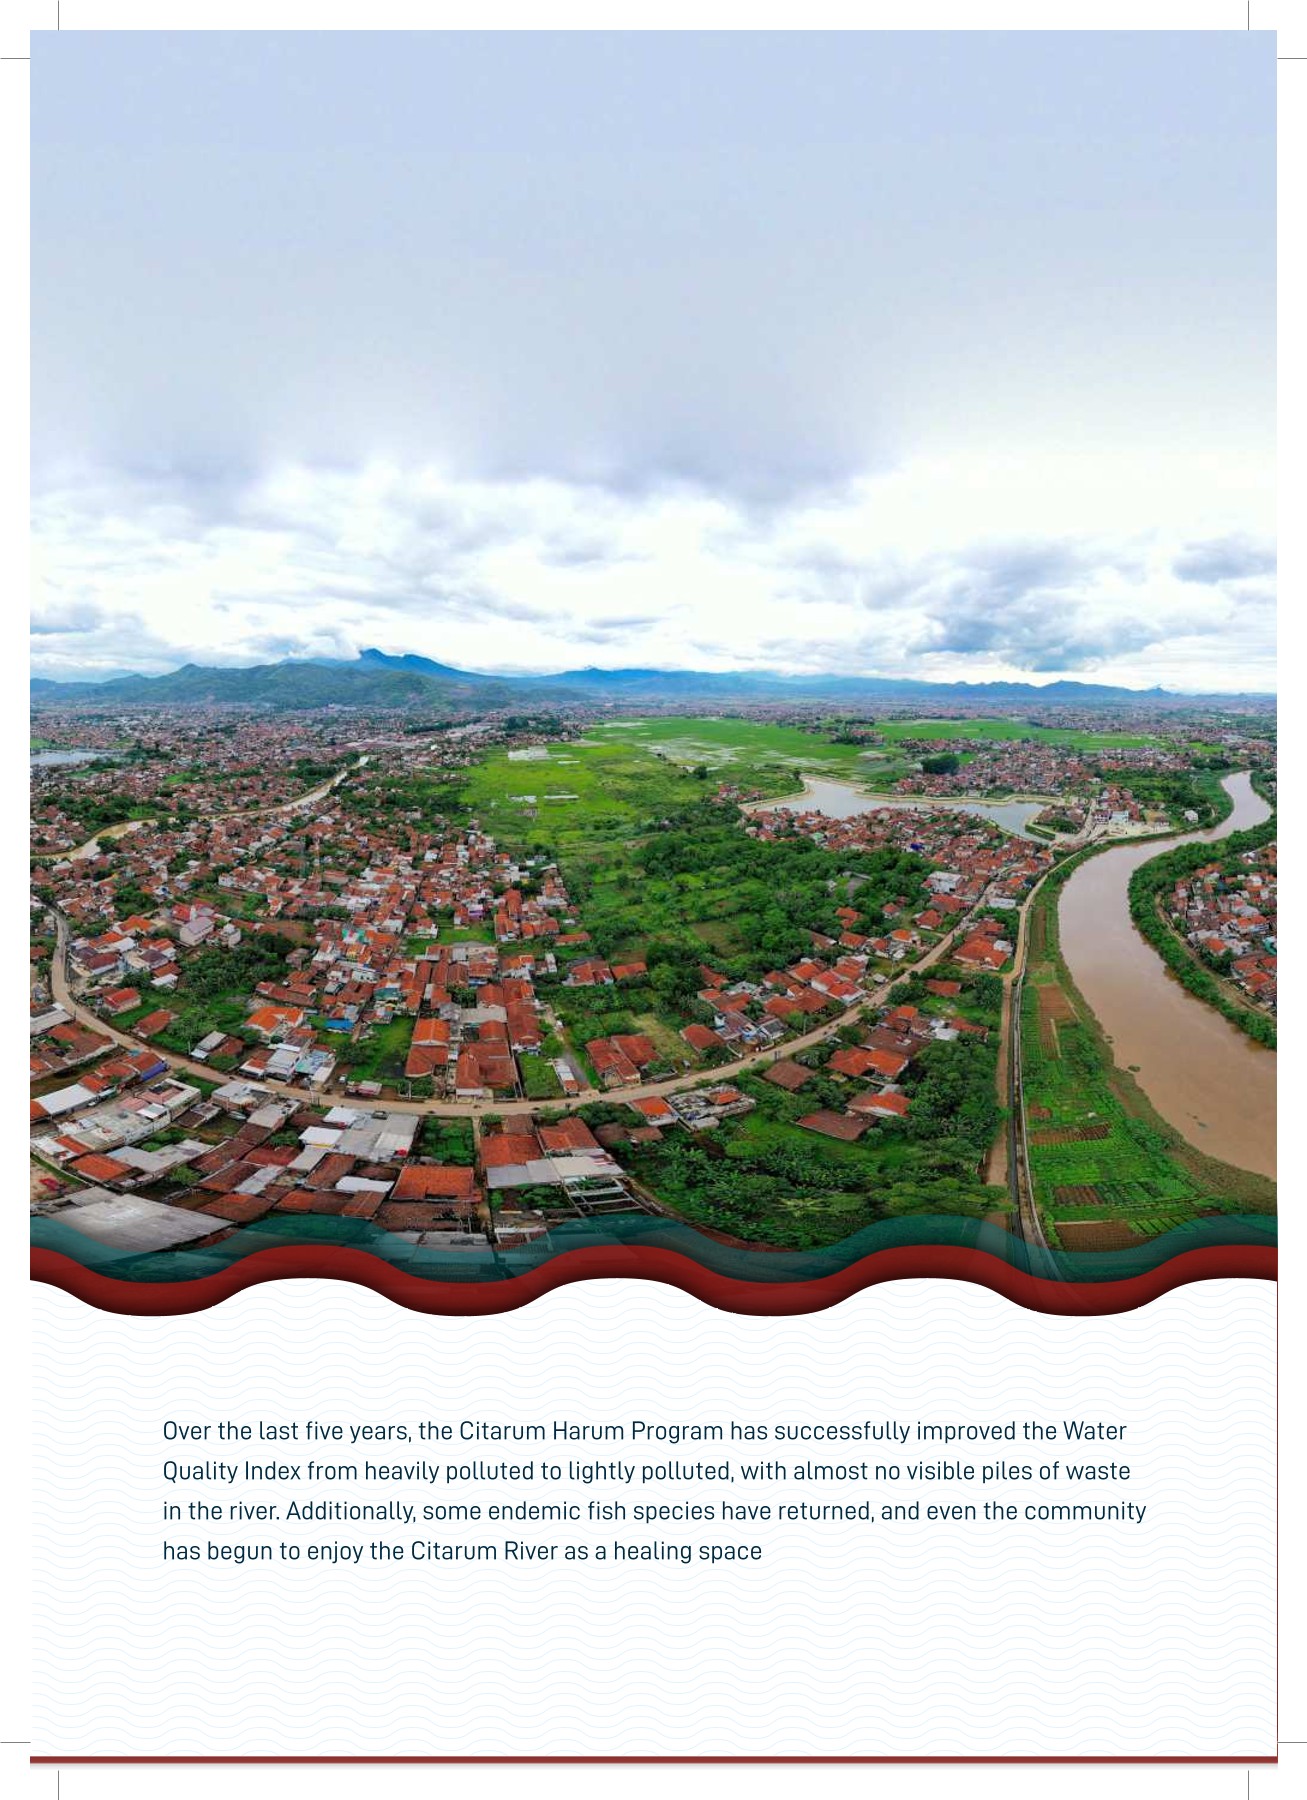 Over the last five years, the Citarum Harum Program has successfully improved the Water
Quality Index from heavily polluted to lightly polluted, with almost no visible piles of waste
in the river. Additionally, some endemic fish species have returned, and even the community
has begun to enjoy the Citarum River as a healing space